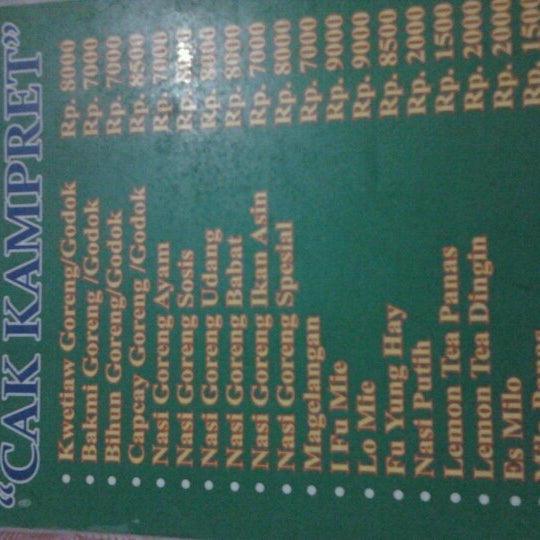 "CAK KAMPRET"
• Kwetiaw Goreng/Godok Rp. 8000
• Bakmi Goreng /Godok Rp. 7000
• Bihun Goreng/Godok Rp. 7000
• Capcay Goreng /Godok Rp. 8500
• Nasi Goreng Ayam Rp. 7000
• Nasi Goreng Sosis Rp.
• Nasi Goreng Udang Rp. 8000
• Nasi Goreng Babat Rp. 8000
• Nasi Goreng Ikan Asin Rp. 7000
• Nasi Goreng Spesial Rp. 8000
• Magelangan Rp. 7000
• I Fu Mie Rp. 9000
• Lo Mie Rp. 9000
• Fu Yung Hay Rp. 8500
• Nasi Putih Rp. 2000
• Lemon Tea Panas Rp. 1500
• Lemon Tea Dingin Rp. 2000
• Es Milo Rp. 2000
Rp. 1500